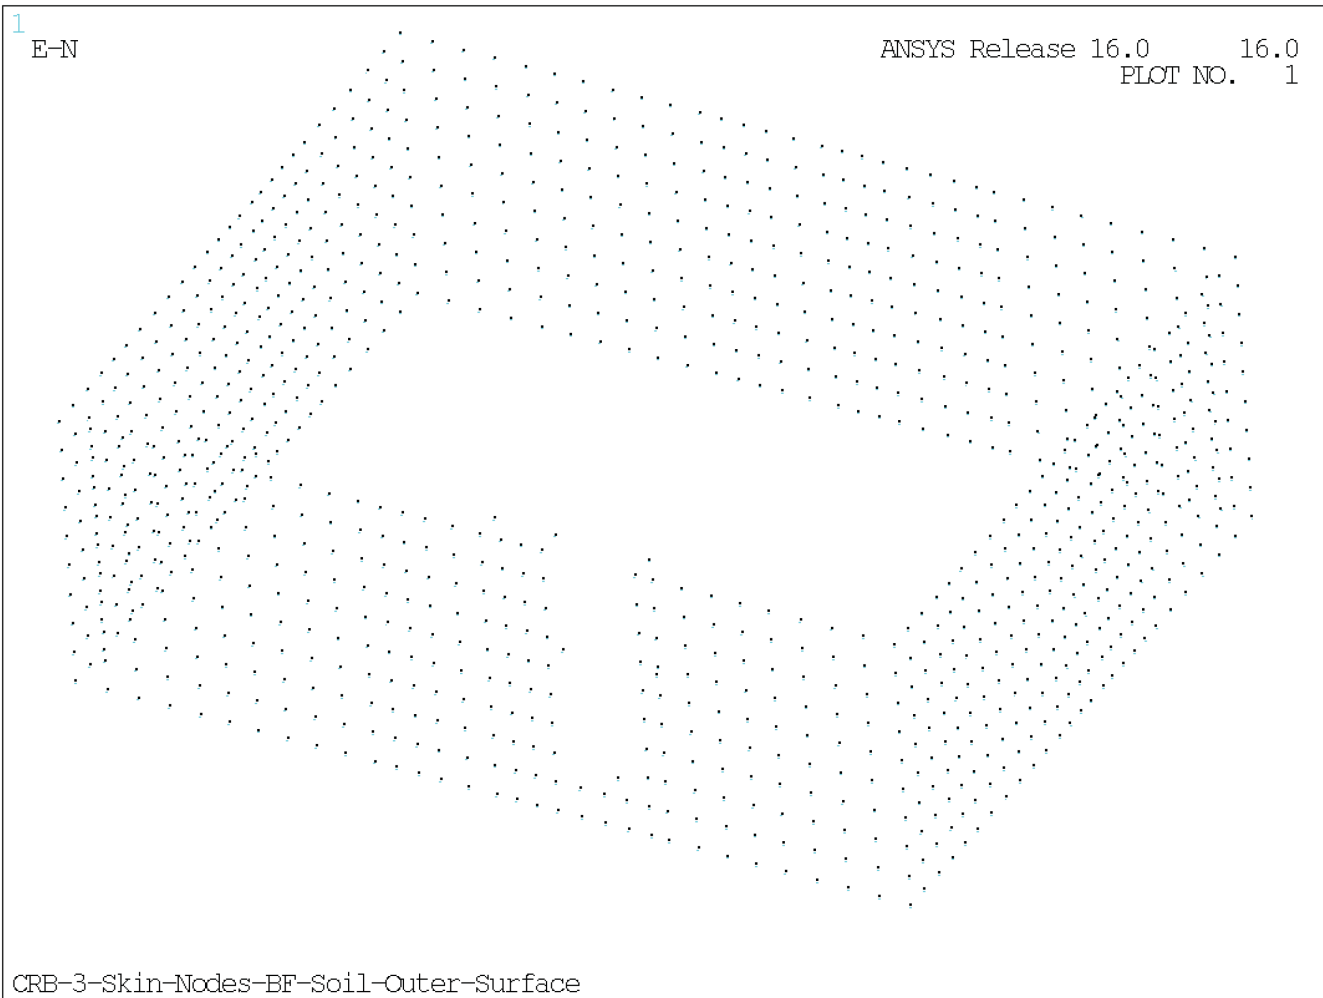 1
E-N
ANSYS Release 16.0 16.0
PLOT NO. 1
CRB-3-Skin-Nodes-BF-Soil-Outer-Surface